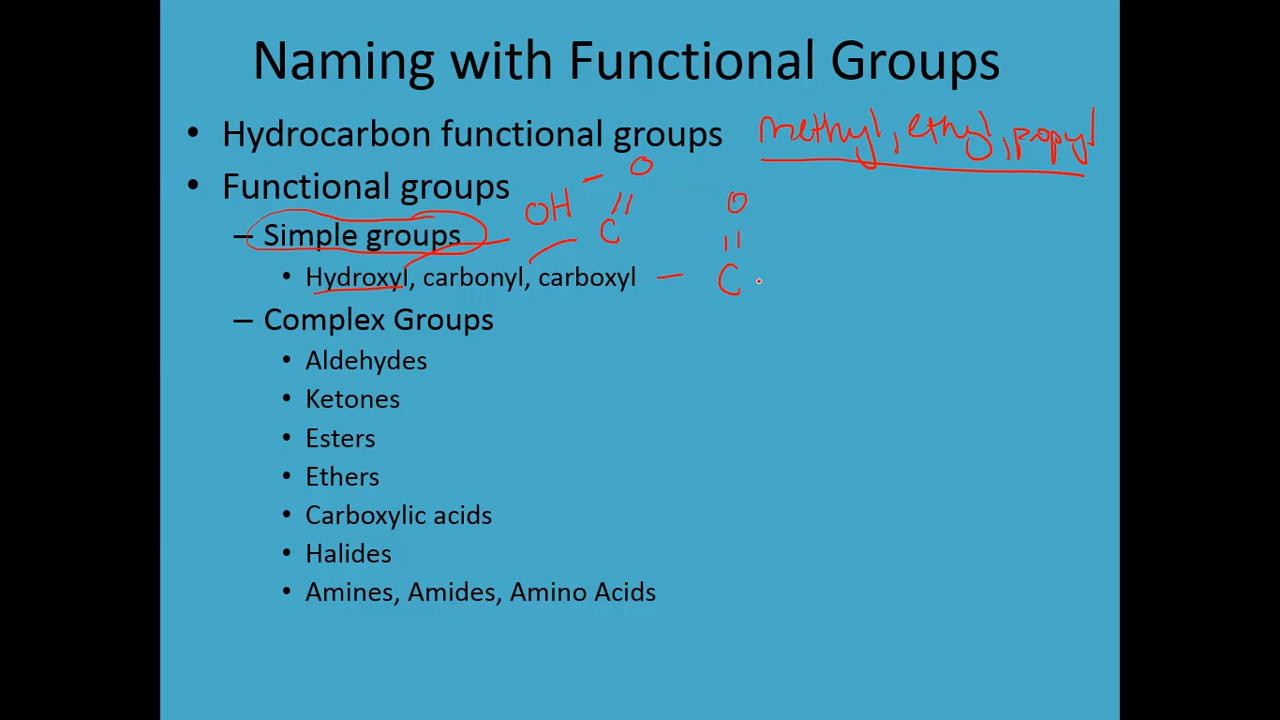 Naming with Functional Groups
• Hydrocarbon functional groups methyl, ethyl, propyl
• Functional groups
– Simple groups
OH – O
C
O
• Hydroxyl, carbonyl, carboxyl – C
– Complex Groups
• Aldehydes
• Ketones
• Esters
• Ethers
• Carboxylic acids
• Halides
• Amines, Amides, Amino Acids